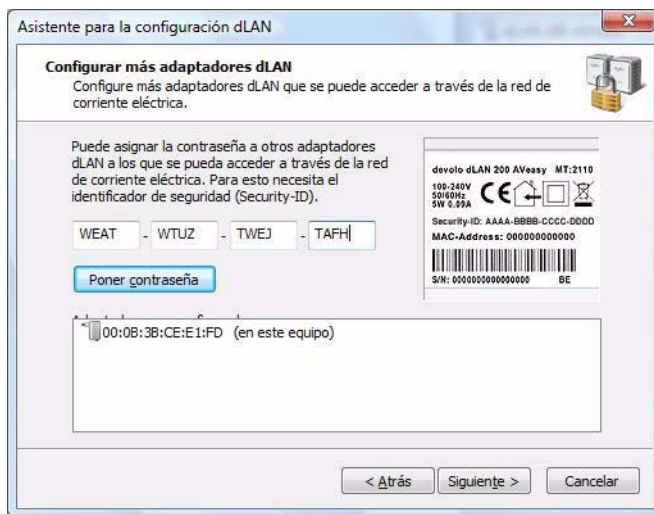 Asistente para la configuración dLAN
Configurar más adaptadores dLAN
Configure más adaptadores dLAN que se puede acceder a través de la red de
corriente eléctrica.
Puede asignar la contraseña a otros adaptadores
dLAN a los que se pueda acceder a través de la red
de corriente eléctrica. Para esto necesita el
identificador de seguridad (Security-ID).
WEAT - WTUZ - TWEJ - TAFH
Poner contraseña
devolo dLAN 200 AVeasy MT:2110
100-240V
50/60Hz
5W 0.09A
Security-ID: AAAA-BBBB-CCCC-DDDD
MAC-Address: 000000000000
S/N: 0000000000000000 BE
00:0B:3B:CE:E1:FD (en este equipo)
< Atrás Siguiente > Cancelar